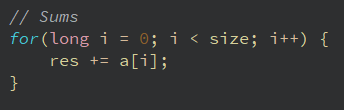 // Sums
for(long i = 0; i < size; i++) {
    res += a[i];
}